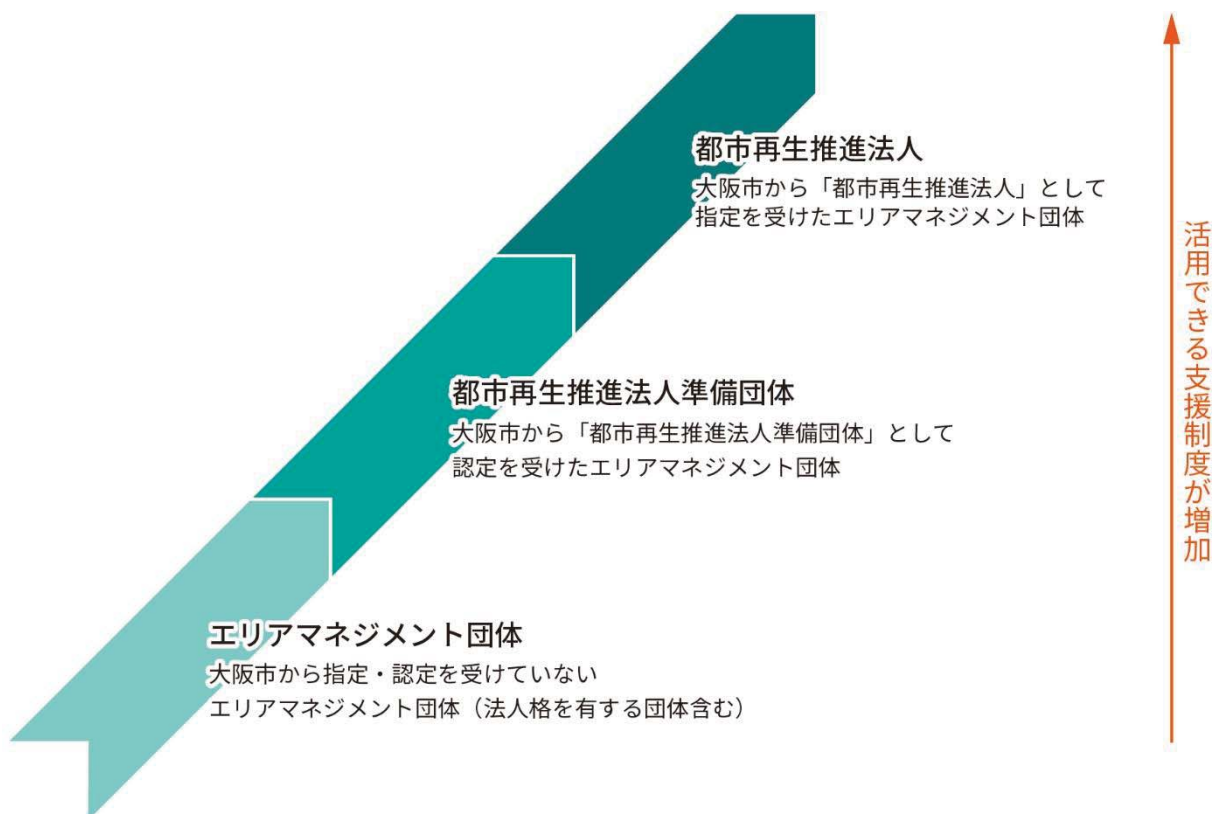 都市再生推進法人
大阪市から「都市再生推進法人」として
指定を受けたエリアマネジメント団体
都市再生推進法人準備団体
大阪市から「都市再生推進法人準備団体」として
認定を受けたエリアマネジメント団体
エリアマネジメント団体
大阪市から指定・認定を受けていない
エリアマネジメント団体（法人格を有する団体含む）
活用できる支援制度が増加